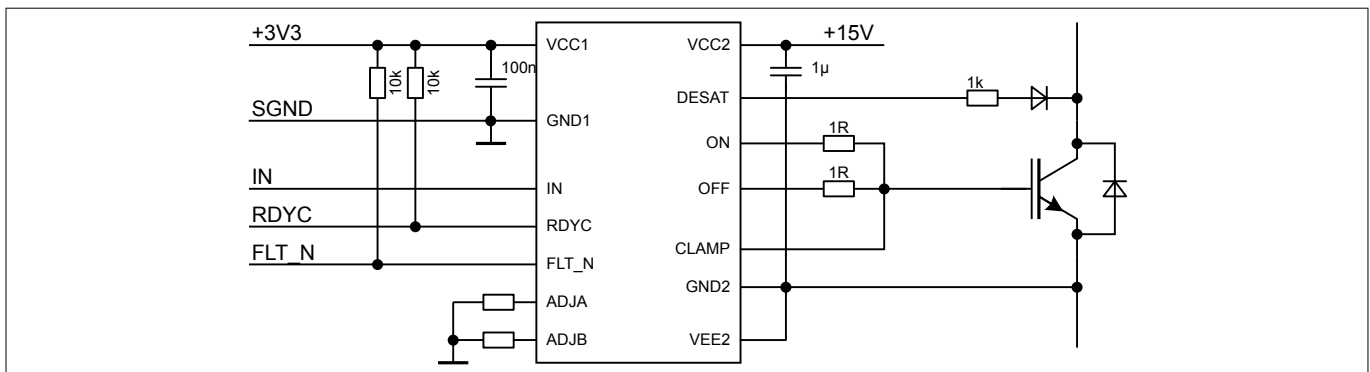 +3V3
VCC1
VCC2
+15V
10k
10k
100n
1µ
DESAT
1k
SGND
GND1
ON
1R
IN
IN
OFF
1R
RDYC
RDYC
CLAMP
FLT_N
FLT_N
GND2
ADJA
ADJB
VEE2